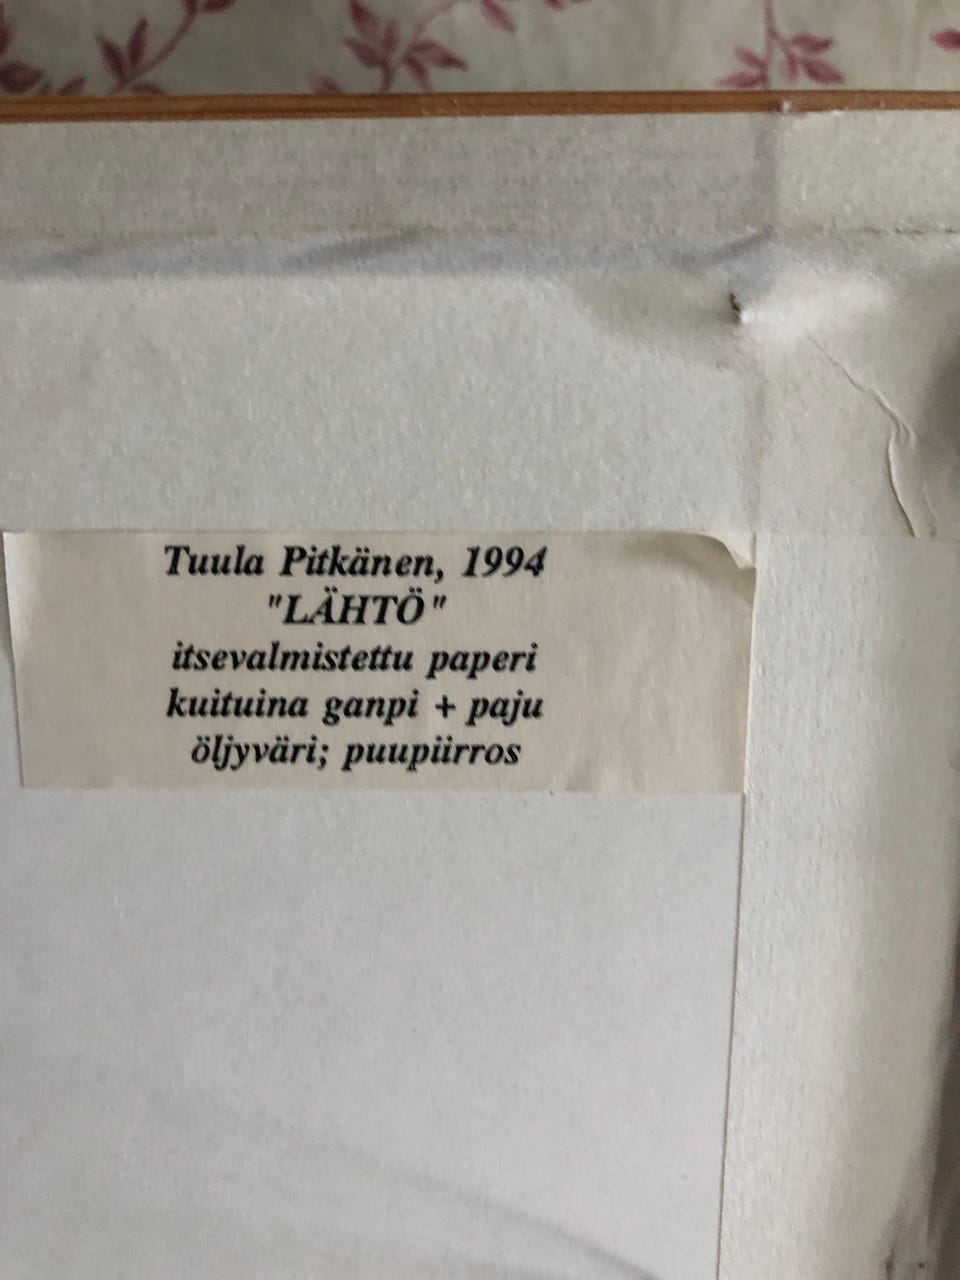 Tuula Pitkänen, 1994
"LÄHTÖ"
itsevalmistettu paperi
kuituina ganpi + paju
öljyväri; puupiirros